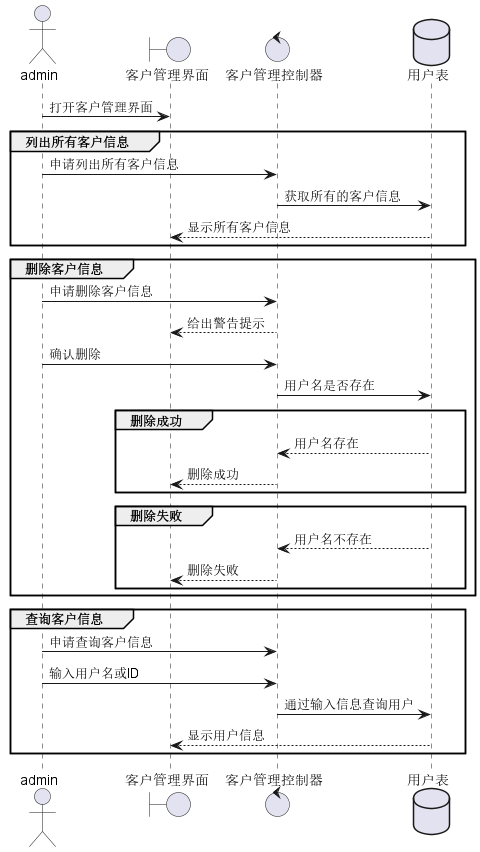 admin
客户管理界面
客户管理控制器
用户表
打开客户管理界面
列出所有客户信息
申请列出所有客户信息
获取所有的客户信息
显示所有客户信息
删除客户信息
申请删除客户信息
给出警告提示
确认删除
用户名是否存在
删除成功
用户名存在
删除成功
删除失败
用户名不存在
删除失败
查询客户信息
申请查询客户信息
输入用户名或ID
通过输入信息查询用户
显示用户信息
admin
客户管理界面
客户管理控制器
用户表